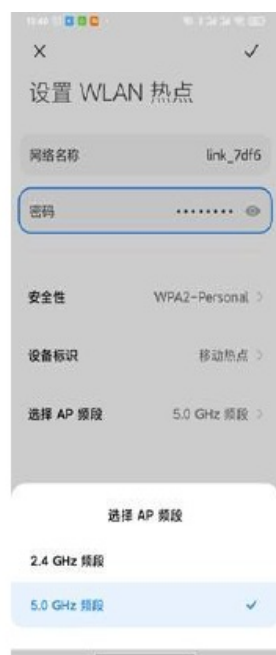 设置 WLAN 热点
网络名称 link_7df6
密码 ••••••••
安全性 WPA2-Personal
设备标识 移动热点
选择 AP 频段 5.0 GHz 频段
选择 AP 频段
2.4 GHz 频段
5.0 GHz 频段